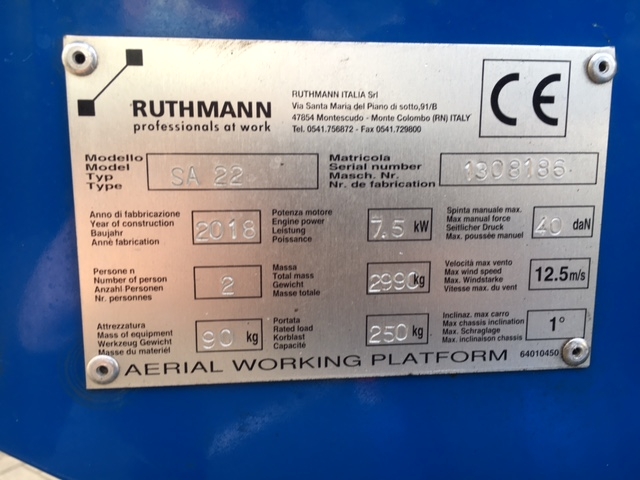 RUTHMANN
professionals at work
RUTHMANN ITALIA Srl
Via Santa Maria del Piano di sotto,91/B
47854 Montescudo - Monte Colombo (RN) ITALY
Tel. 0541.756872 - Fax 0541.729800
CE
Modello
Model
Typ
Type
SA 22
Matricola
Serial number
Masch. Nr.
Nr. de fabrication
1308186
Anno di fabbricazione
Year of construction
Baujahr
Anné fabrication
2018
Potenza motore
Engine power
Leistung
Poissance
7.5 kW
Spinta manuale max.
Max manual force
Seitlicher Druck
Max. poussée manuel
40 daN
Persone n
Number of person
Anzahl Personen
Nr. personnes
2
Massa
Total mass
Gewicht
Masse totale
2990 kg
Velocità max vento
Max wind speed
Max. Windstarke
Vitesse max. du vent
12.5 m/s
Attrezzatura
Mass of equipment
Werkzeug Gewicht
Masse du matériel
90 kg
Portata
Rated load
Korblast
Capacité
250 kg
Inclinaz. max carro
Max chassis inclination
Max. Schraglage
Max. inclinaison chassis
1°
AERIAL WORKING PLATFORM
64010450